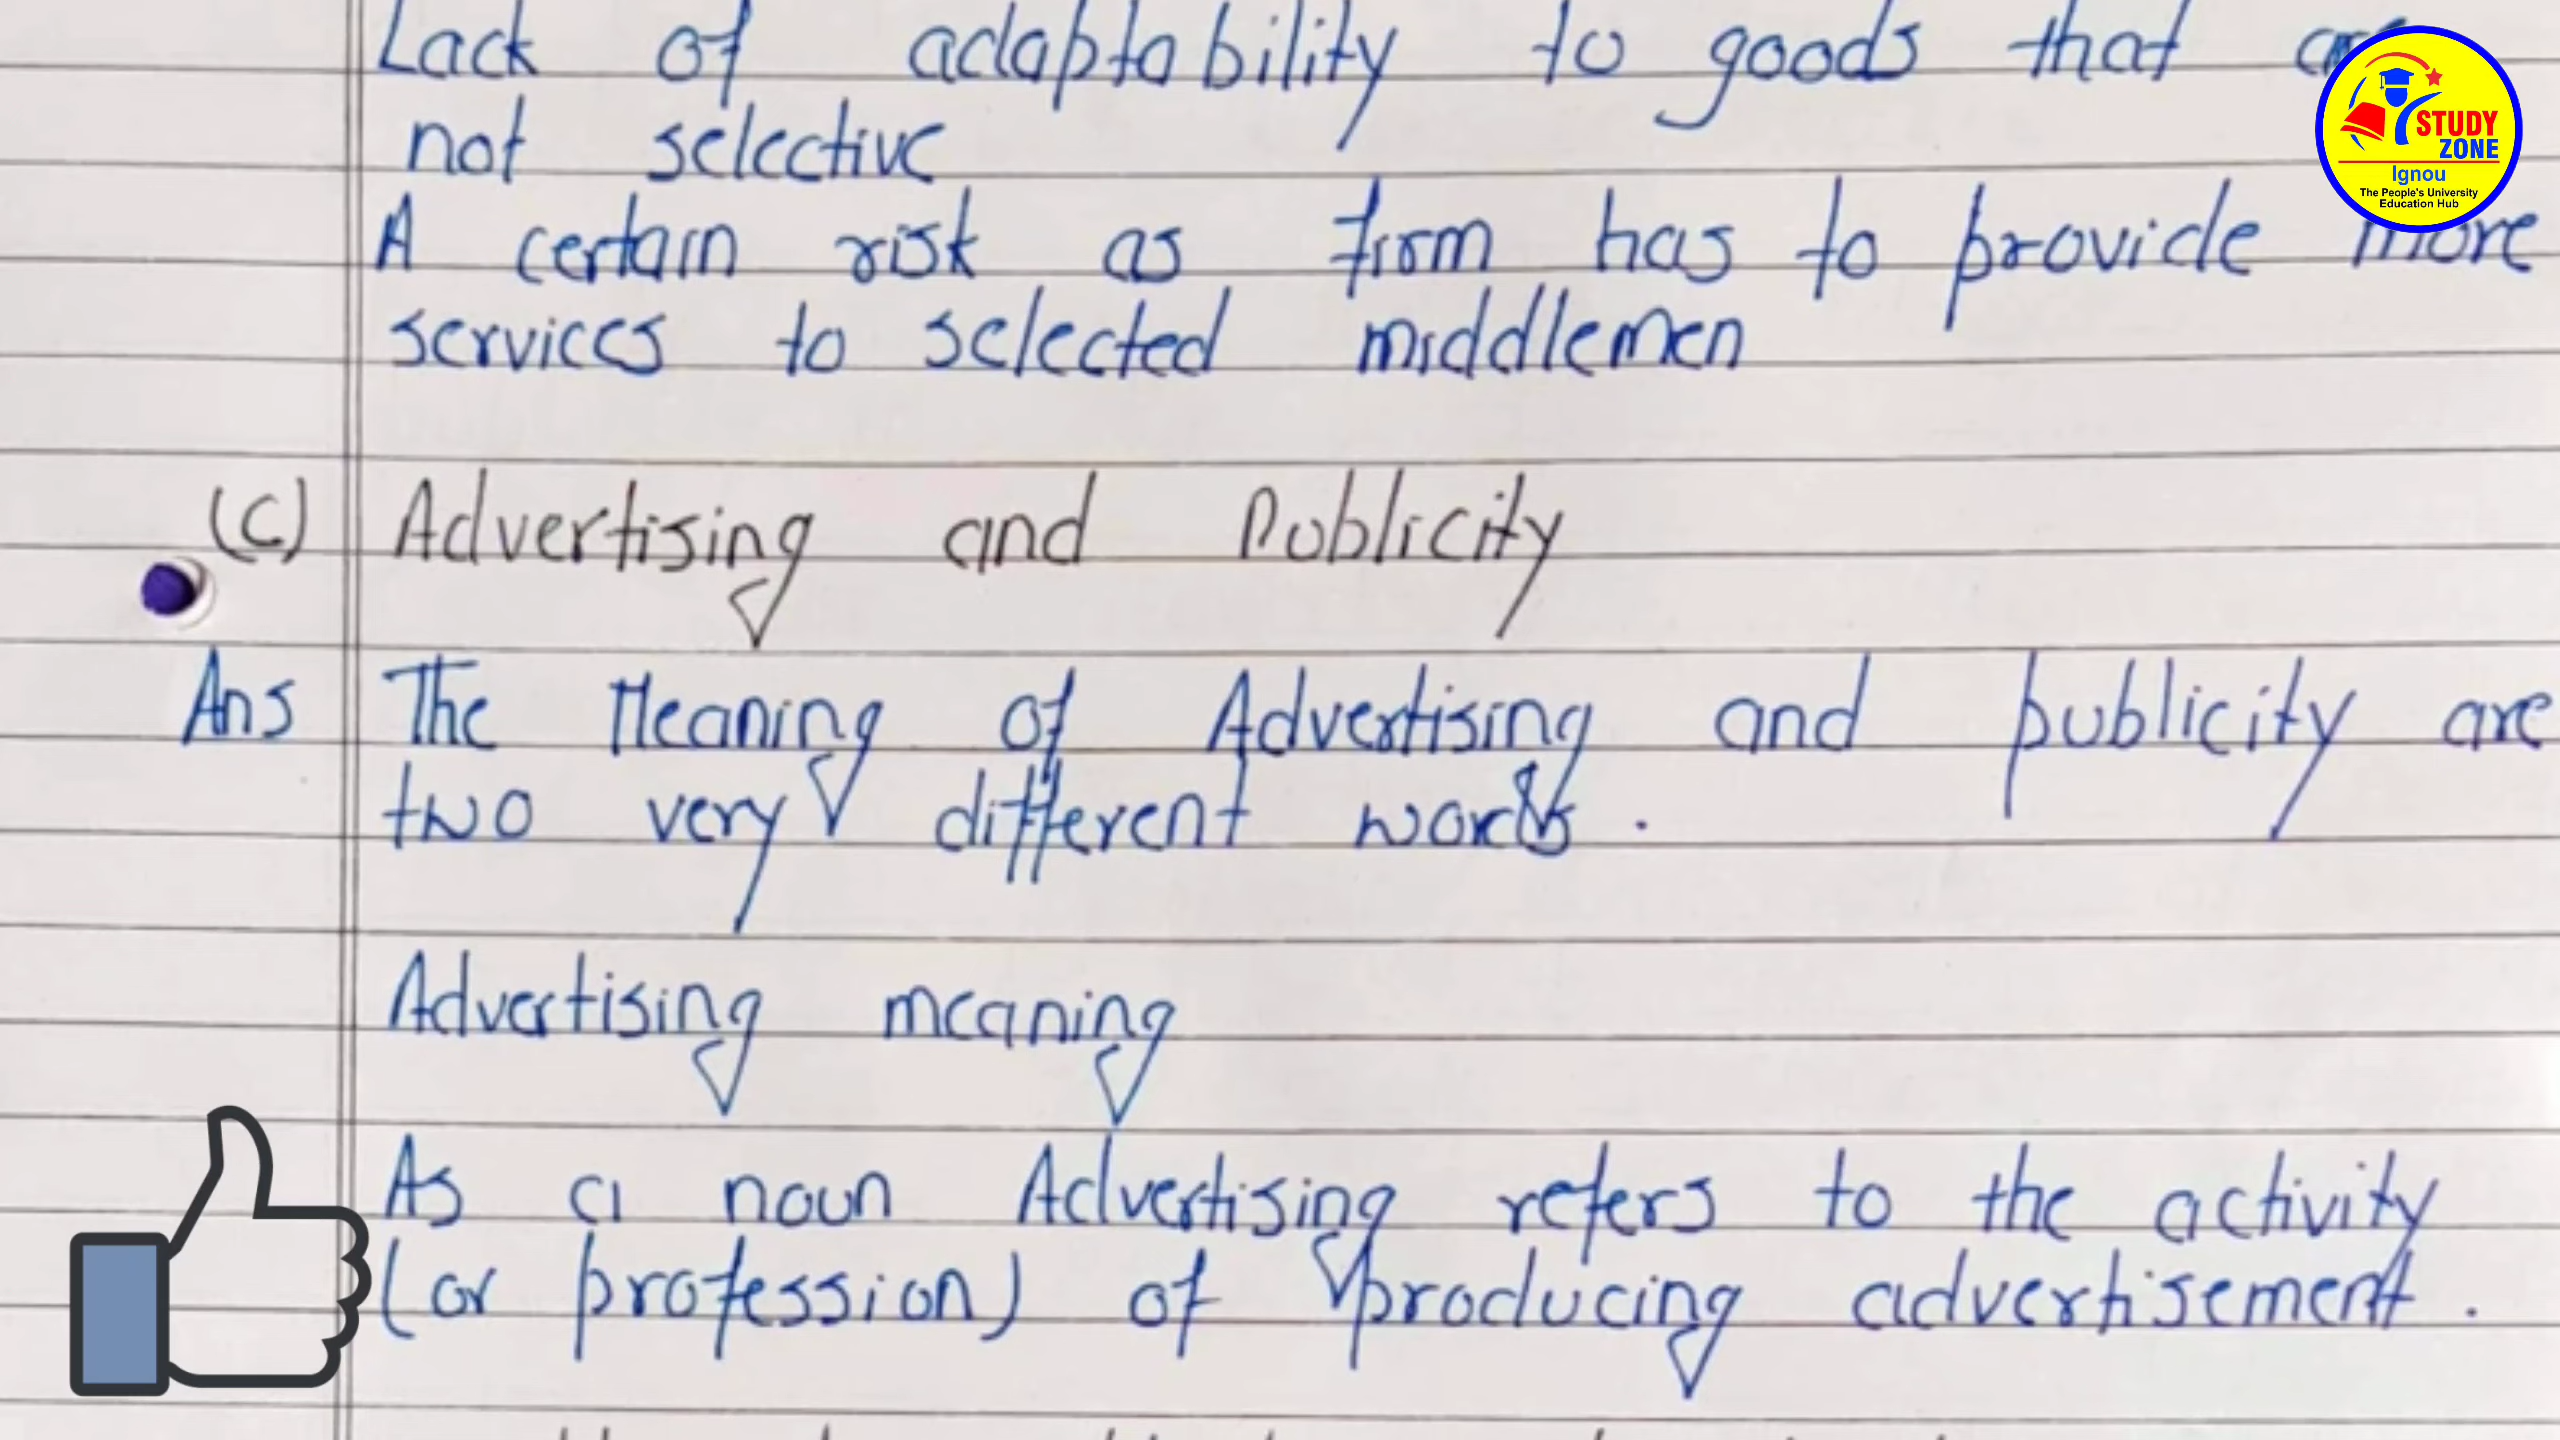 Lack of adaptability to goods that are
not selective
A certain risk as firm has to provide more
services to selected middlemen
(C) Advertising and Publicity
Ans The Meaning of Advertising and publicity are
two very different words.
Advertising meaning
As a noun Advertising refers to the activity
(or profession) of producing advertisement.
STUDY
ZONE
Ignou
The People's University
Education Hub